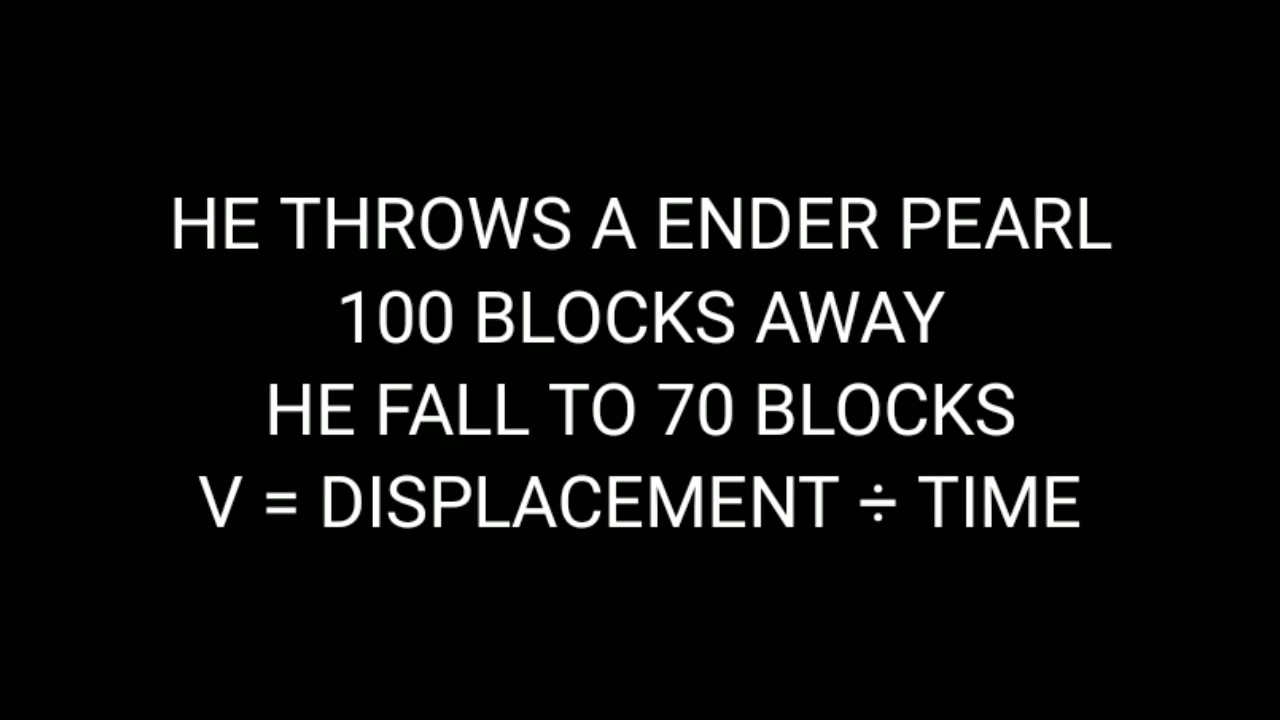 HE THROWS A ENDER PEARL
100 BLOCKS AWAY
HE FALL TO 70 BLOCKS
V = DISPLACEMENT ÷ TIME